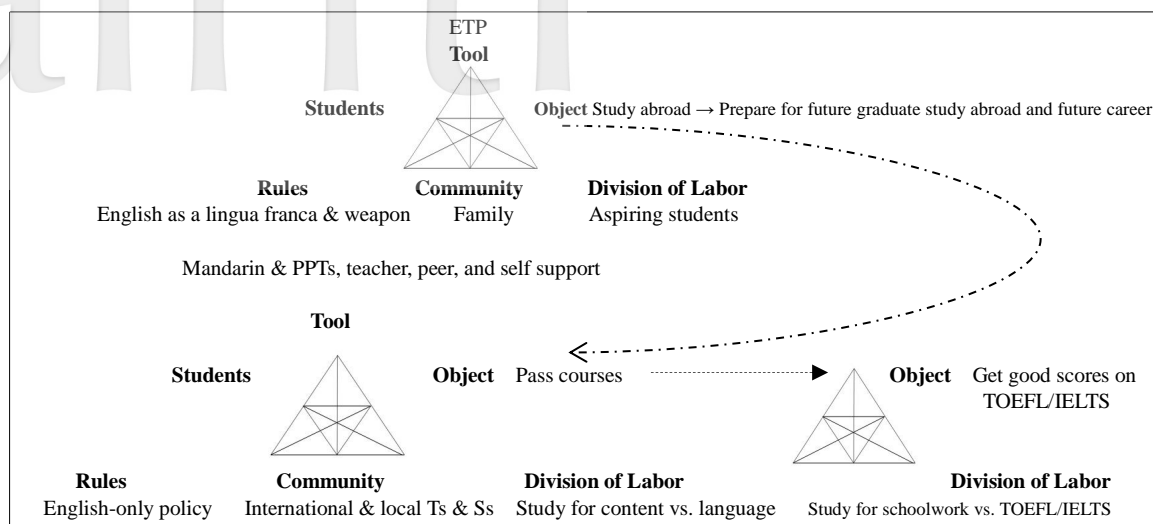 ETP
Tool
Students
Object Study abroad → Prepare for future graduate study abroad and future career
Rules Community Division of Labor
English as a lingua franca & weapon Family Aspiring students
Mandarin & PPTs, teacher, peer, and self support
Tool
Students Object Pass courses Object Get good scores on
TOEFL/IELTS
Rules Community Division of Labor Division of Labor
English-only policy International & local Ts & Ss Study for content vs. language Study for schoolwork vs. TOEFL/IELTS